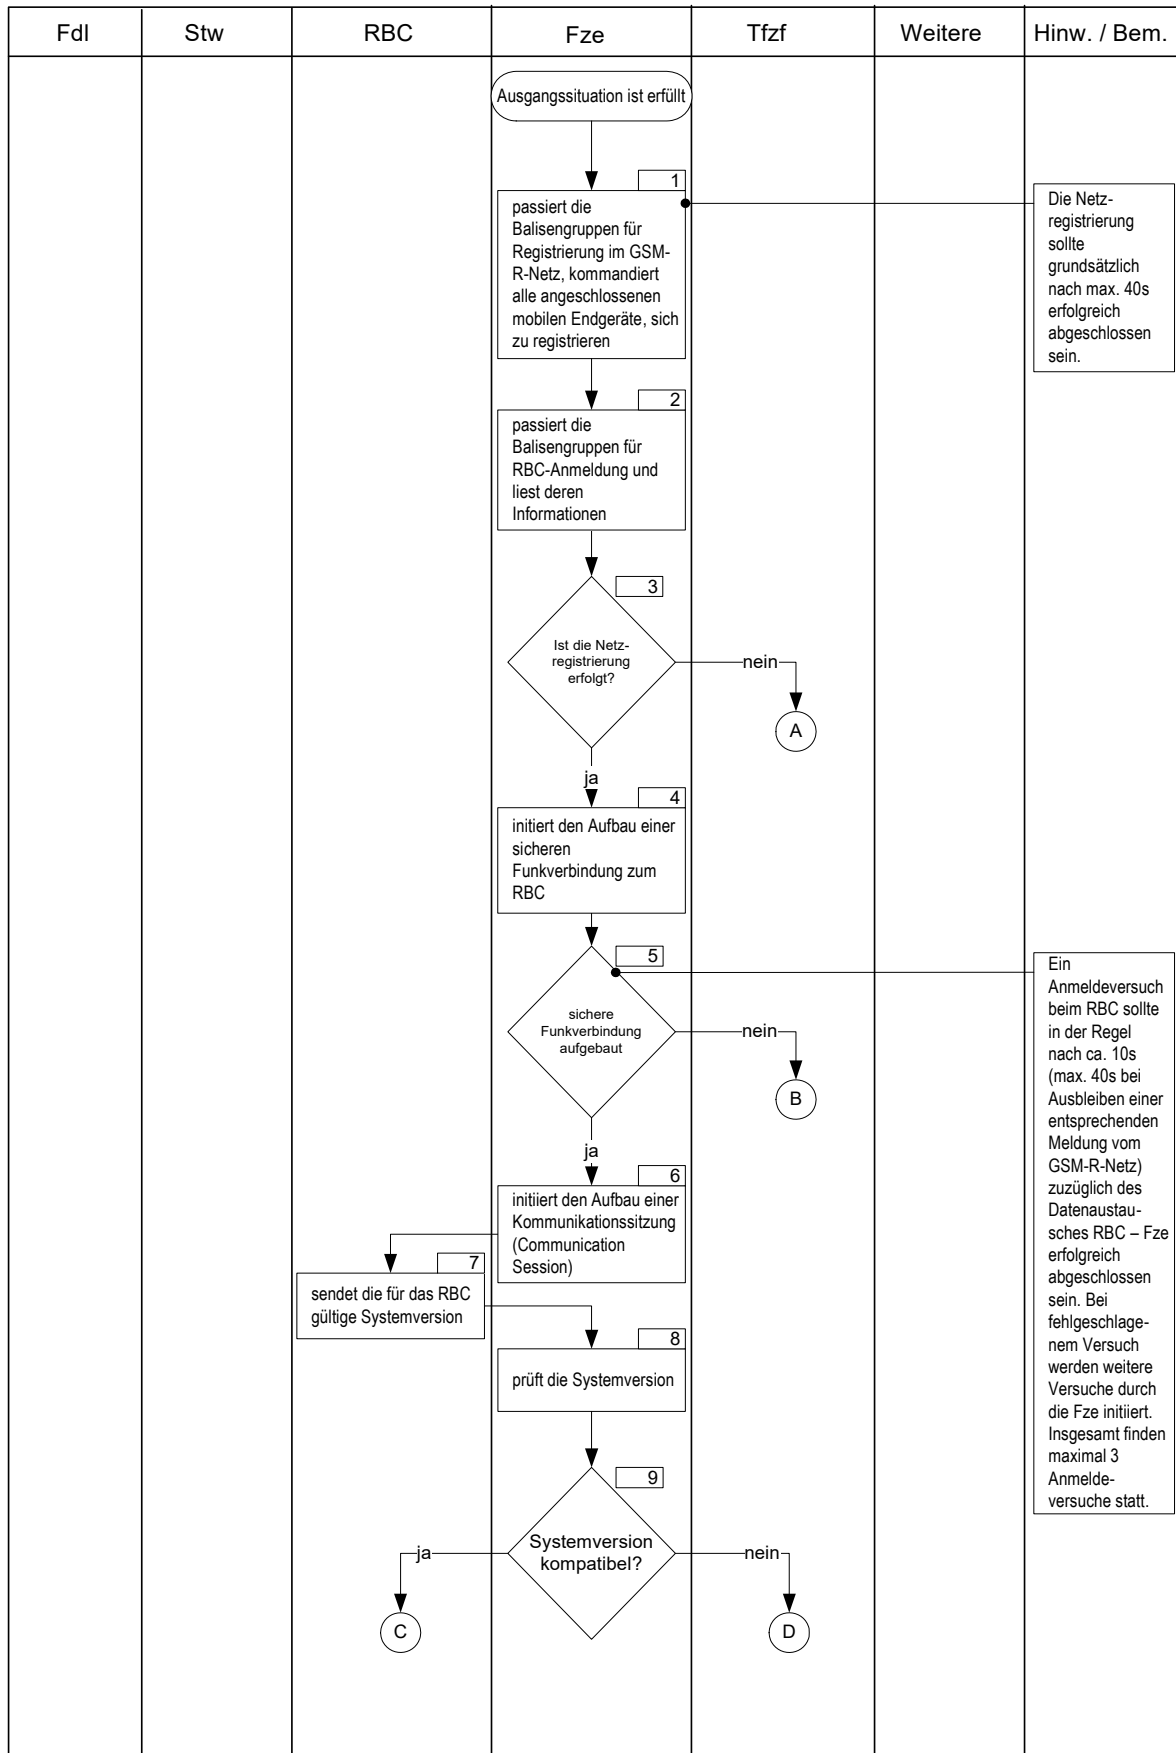 Fdl
Stw
RBC
Fze
Tfzf
Weitere
Hinw. / Bem.
Ausgangssituation ist erfüllt
1
passiert die
Balisengruppen für
Registrierung im GSM-
R-Netz, kommandiert
alle angeschlossenen
mobilen Endgeräte, sich
zu registrieren
Die Netz-
registrierung
sollte
grundsätzlich
nach max. 40s
erfolgreich
abgeschlossen
sein.
2
passiert die
Balisengruppen für
RBC-Anmeldung und
liest deren
Informationen
3
Ist die Netz-
registrierung
erfolgt?
nein
A
ja
4
initiert den Aufbau einer
sicheren
Funkverbindung zum
RBC
5
sichere
Funkverbindung
aufgebaut
nein
B
Ein
Anmeldeversuch
beim RBC sollte
in der Regel
nach ca. 10s
(max. 40s bei
Ausbleiben einer
entsprechenden
Meldung vom
GSM-R-Netz)
zuzüglich des
Datenaustau-
sches RBC – Fze
erfolgreich
abgeschlossen
sein. Bei
fehlgeschlage-
nem Versuch
werden weitere
Versuche durch
die Fze initiiert.
Insgesamt finden
maximal 3
Anmelde-
versuche statt.
ja
6
initiiert den Aufbau einer
Kommunikationssitzung
(Communication
Session)
7
sendet die für das RBC
gültige Systemversion
8
prüft die Systemversion
9
Systemversion
kompatibel?
ja
nein
C
D